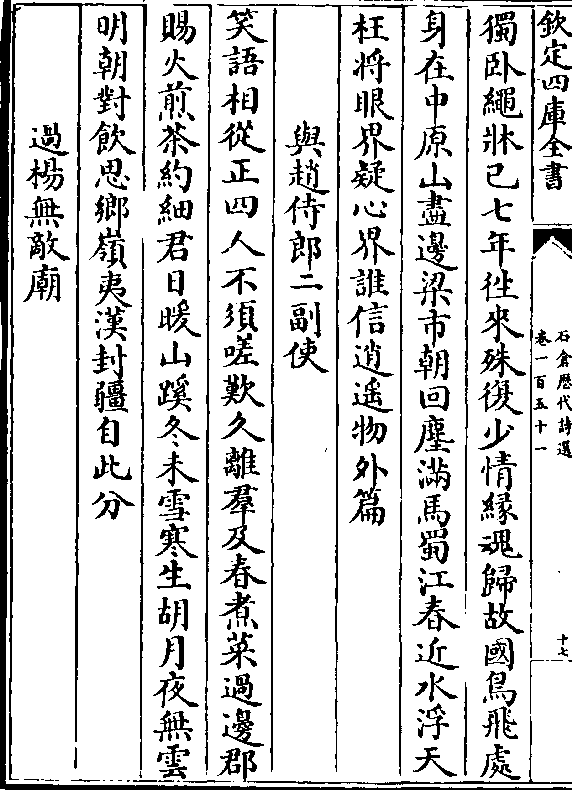 欽定四庫全書
石倉歴代詩選
卷一百五十一
十七
獨卧繩牀已七年徃來殊復少情緣魂歸故國鳥飛處
身在中原山盡邊梁市朝回塵滿馬蜀江春近水浮天
枉將眼界疑心界誰信逍遥物外篇
與趙侍郎二副使
笑語相從正四人不須嗟歎久離羣及春煮菜過邊郡
賜火煎茶約細君日暖山蹊冬未雪寒生胡月夜無雲
明朝對飲思鄉嶺夷漢封疆自此分
過楊無敵廟